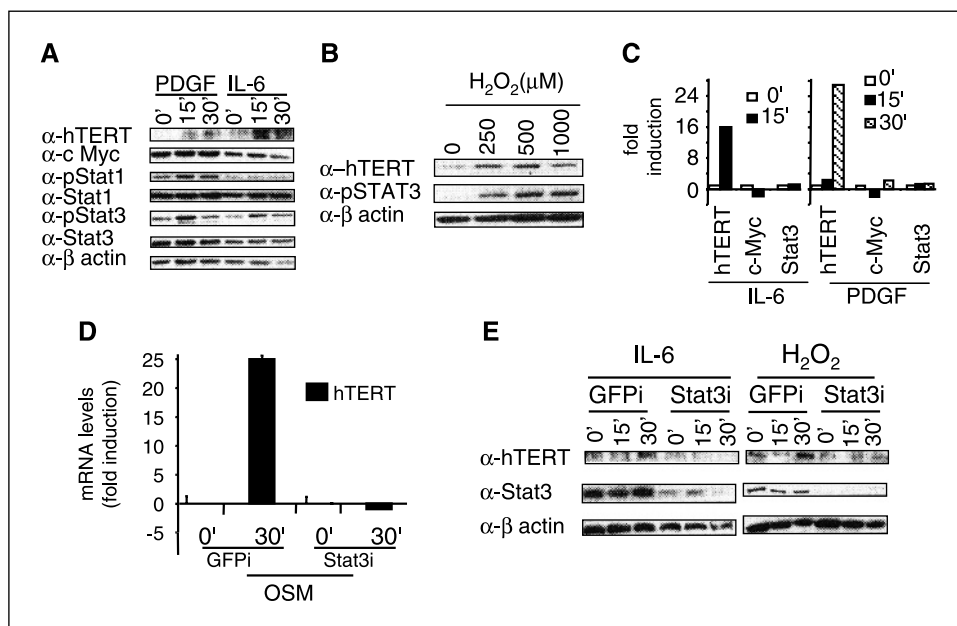 A
PDGF IL-6
0' 15' 30' 0' 15' 30'
α-hTERT
α-c Myc
α-pStat1
α-Stat1
α-pStat3
α-Stat3
α-β actin
B
H2O2(μM)
0 250 500 1000
α–hTERT
α-pSTAT3
α-β actin
C
fold induction
24
16
8
0
0'
15'
0'
15'
30'
hTERT c-Myc Stat3 hTERT c-Myc Stat3
IL-6 PDGF
D
mRNA levels
(fold induction)
25
20
15
10
5
0
-5
hTERT
0' 30' 0' 30'
GFPi Stat3i
OSM
E
IL-6 H2O2
GFPi Stat3i GFPi Stat3i
0' 15' 30' 0' 15' 30' 0' 15' 30' 0' 15' 30'
α-hTERT
α-Stat3
α-β actin